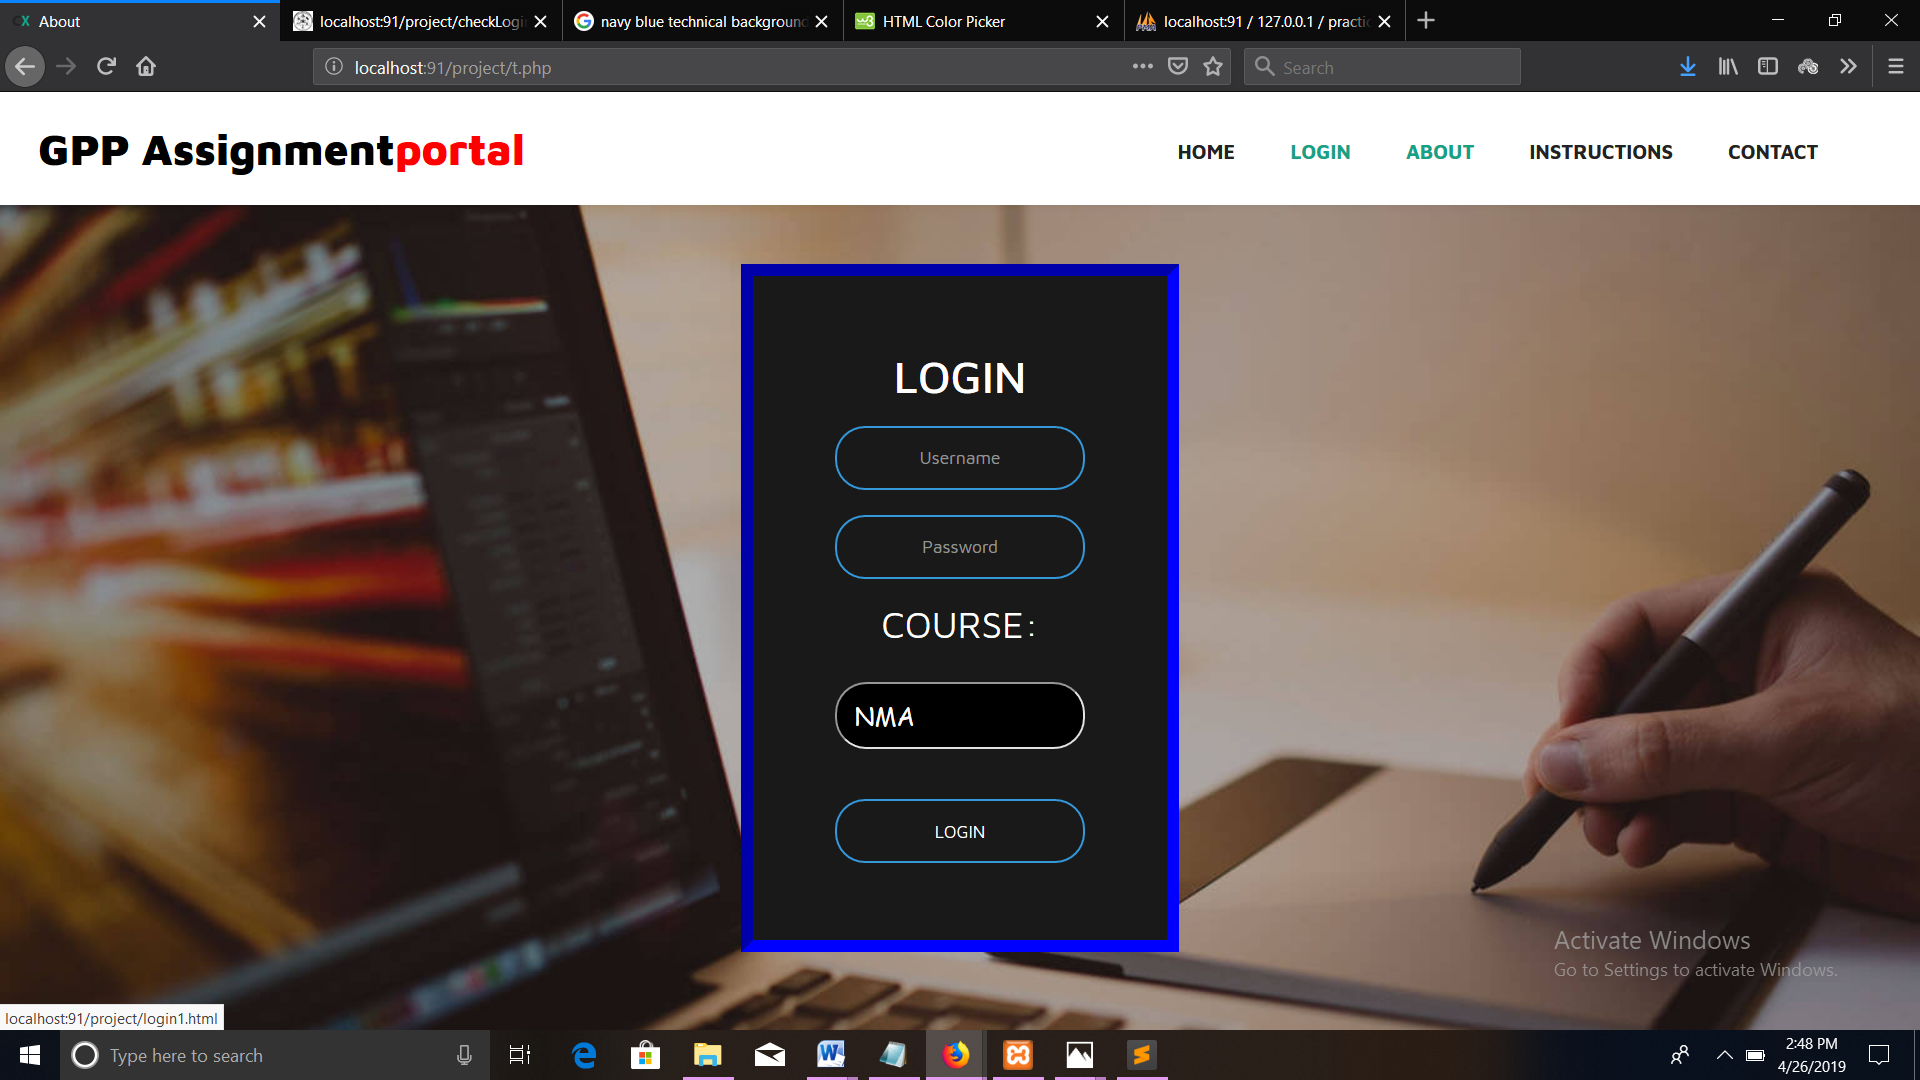 About
localhost:91/project/checkLogin
navy blue technical background
HTML Color Picker
localhost:91 / 127.0.0.1 / practic
localhost:91/project/t.php
Search
GPP Assignmentportal
HOME
LOGIN
ABOUT
INSTRUCTIONS
CONTACT
LOGIN
Username
Password
COURSE:
NMA
LOGIN
Activate Windows
Go to Settings to activate Windows.
localhost:91/project/login1.html
Type here to search
2:48 PM
4/26/2019